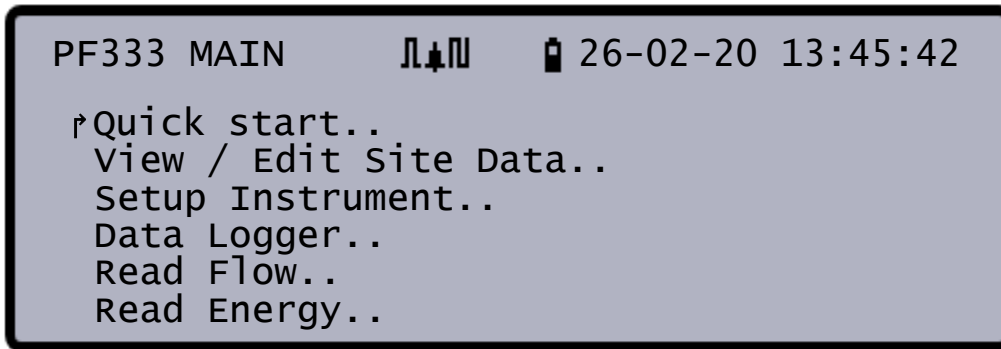 PF333 MAIN 26-02-20 13:45:42
Quick start..
View / Edit Site Data..
Setup Instrument..
Data Logger..
Read Flow..
Read Energy..